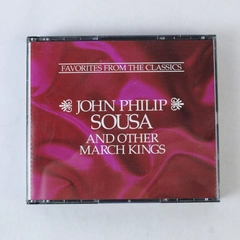 FAVORITES FROM THE CLASSICS
JOHN PHILIP
SOUSA
AND OTHER
MARCH KINGS